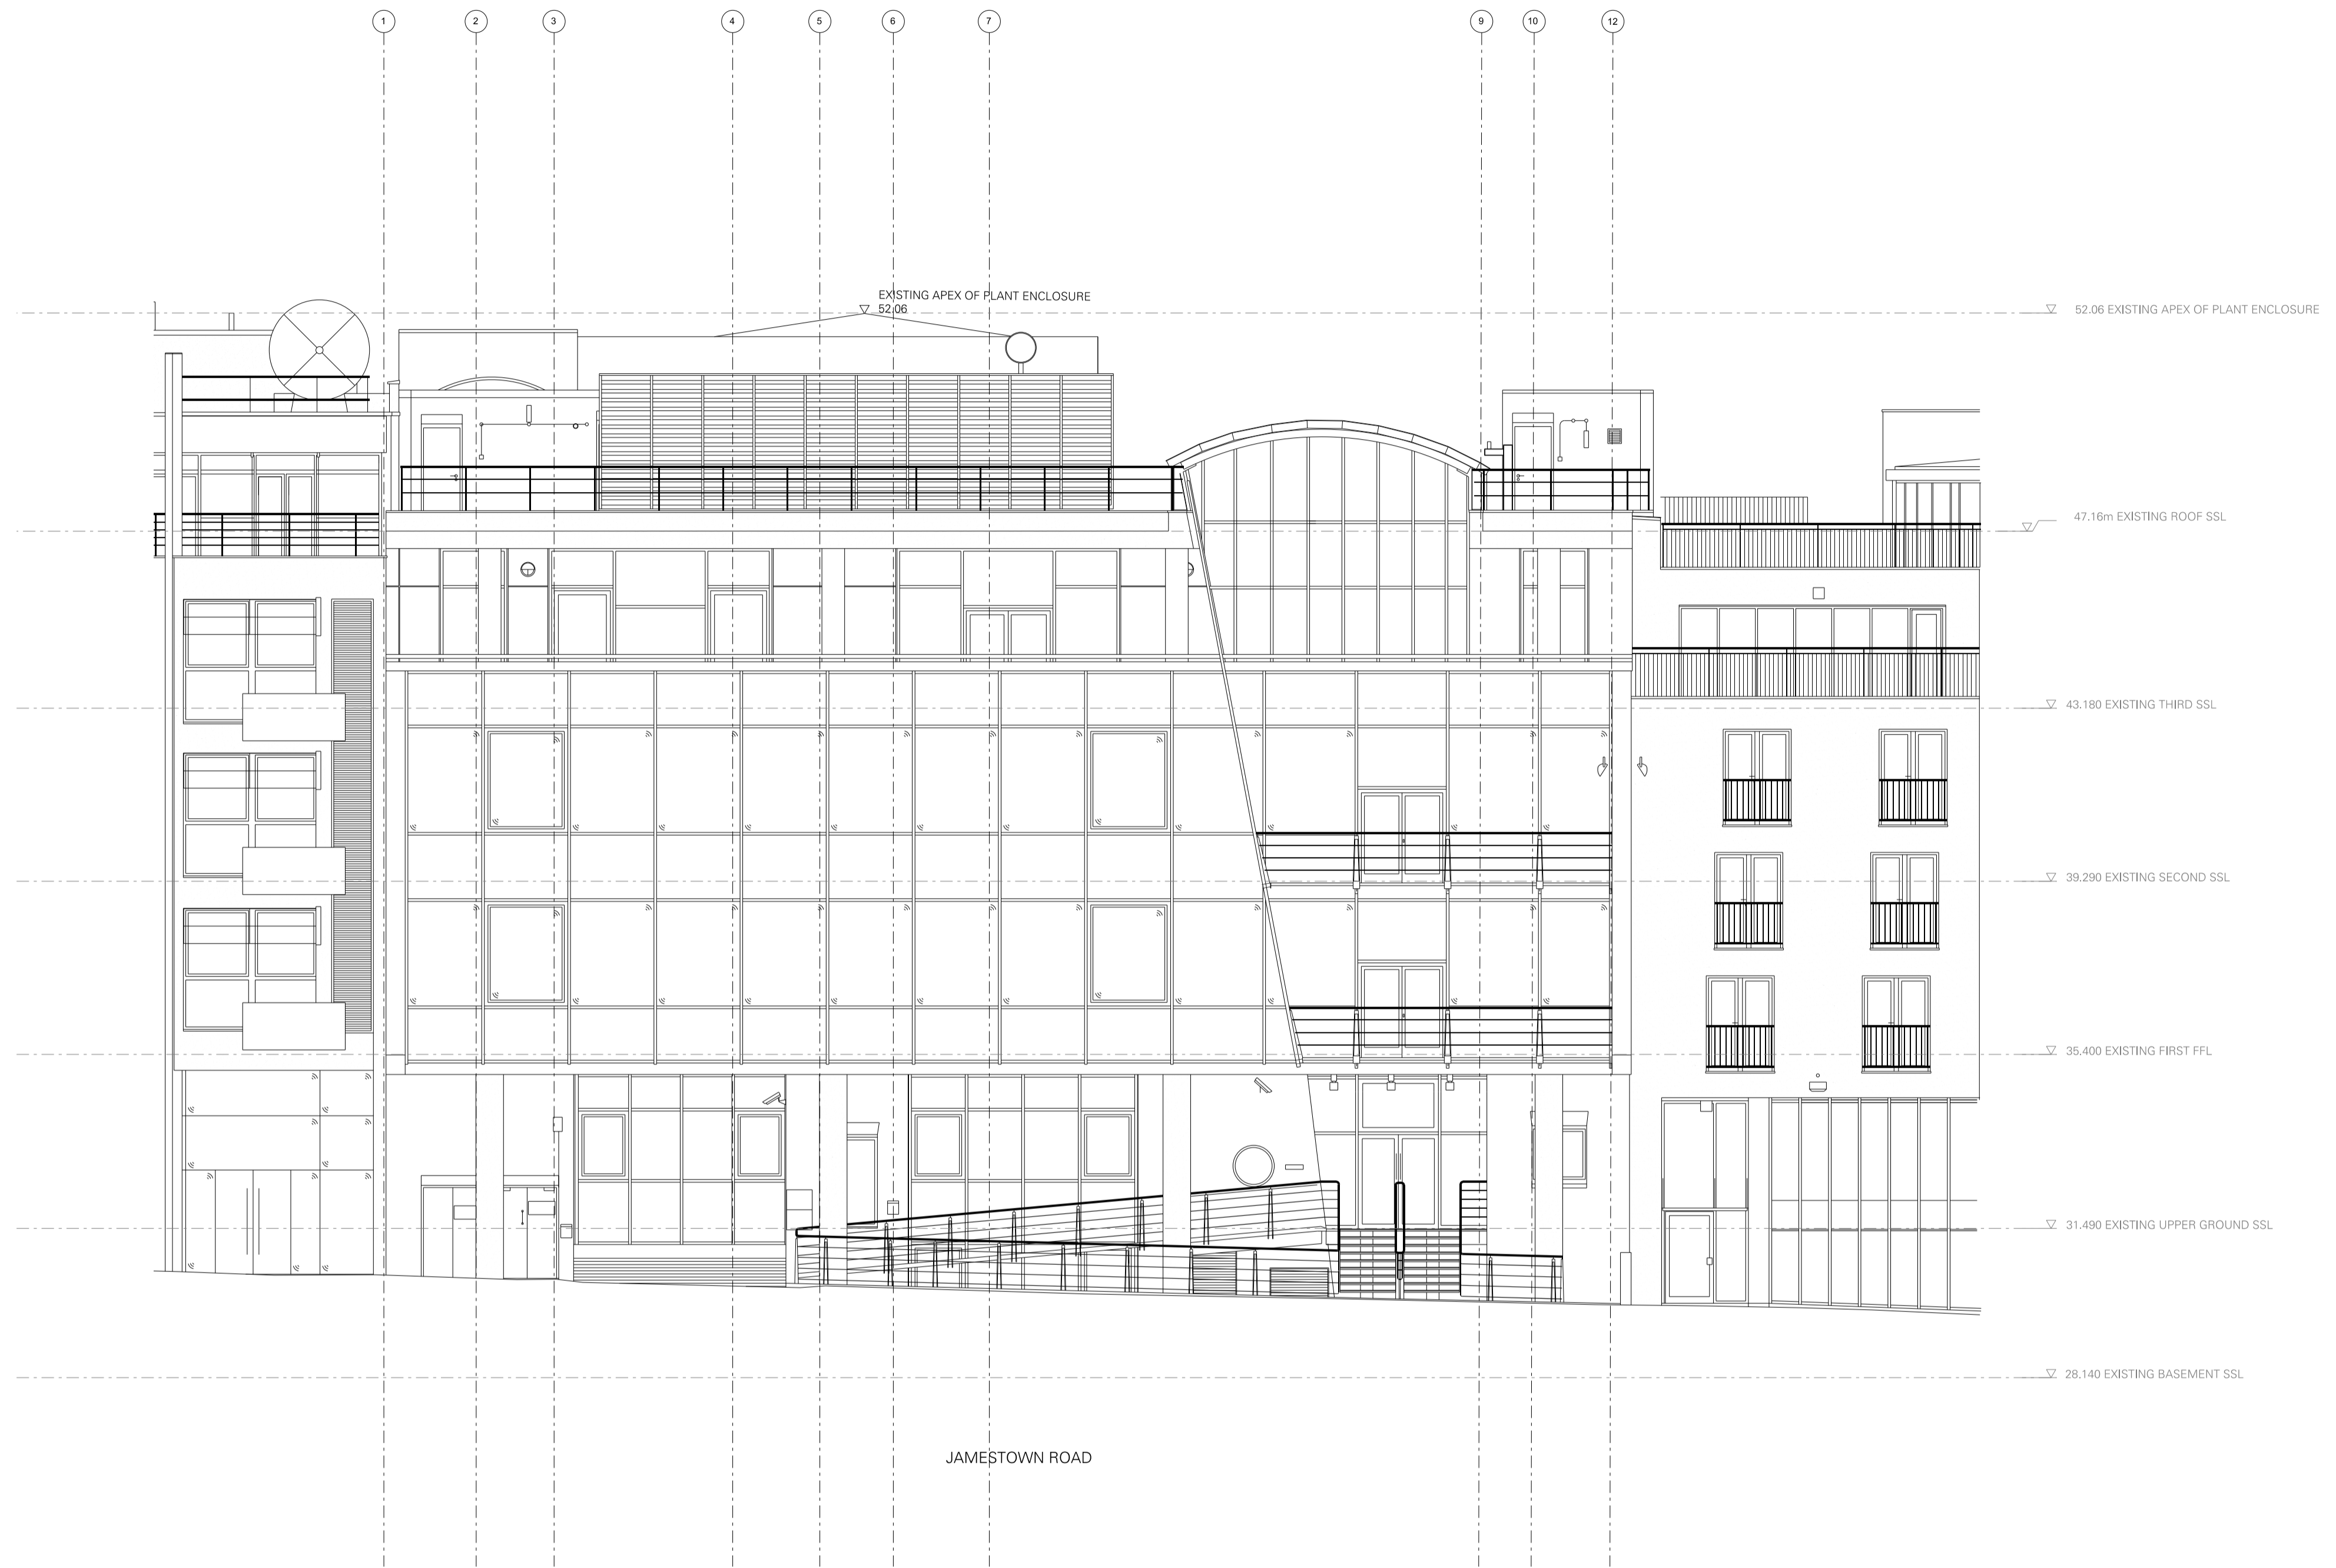 1 2 3 4 5 6 7 9 10 12
EXISTING APEX OF PLANT ENCLOSURE
52.06
52.06 EXISTING APEX OF PLANT ENCLOSURE
47.16m EXISTING ROOF SSL
43.180 EXISTING THIRD SSL
39.290 EXISTING SECOND SSL
35.400 EXISTING FIRST FFL
31.490 EXISTING UPPER GROUND SSL
28.140 EXISTING BASEMENT SSL
JAMESTOWN ROAD